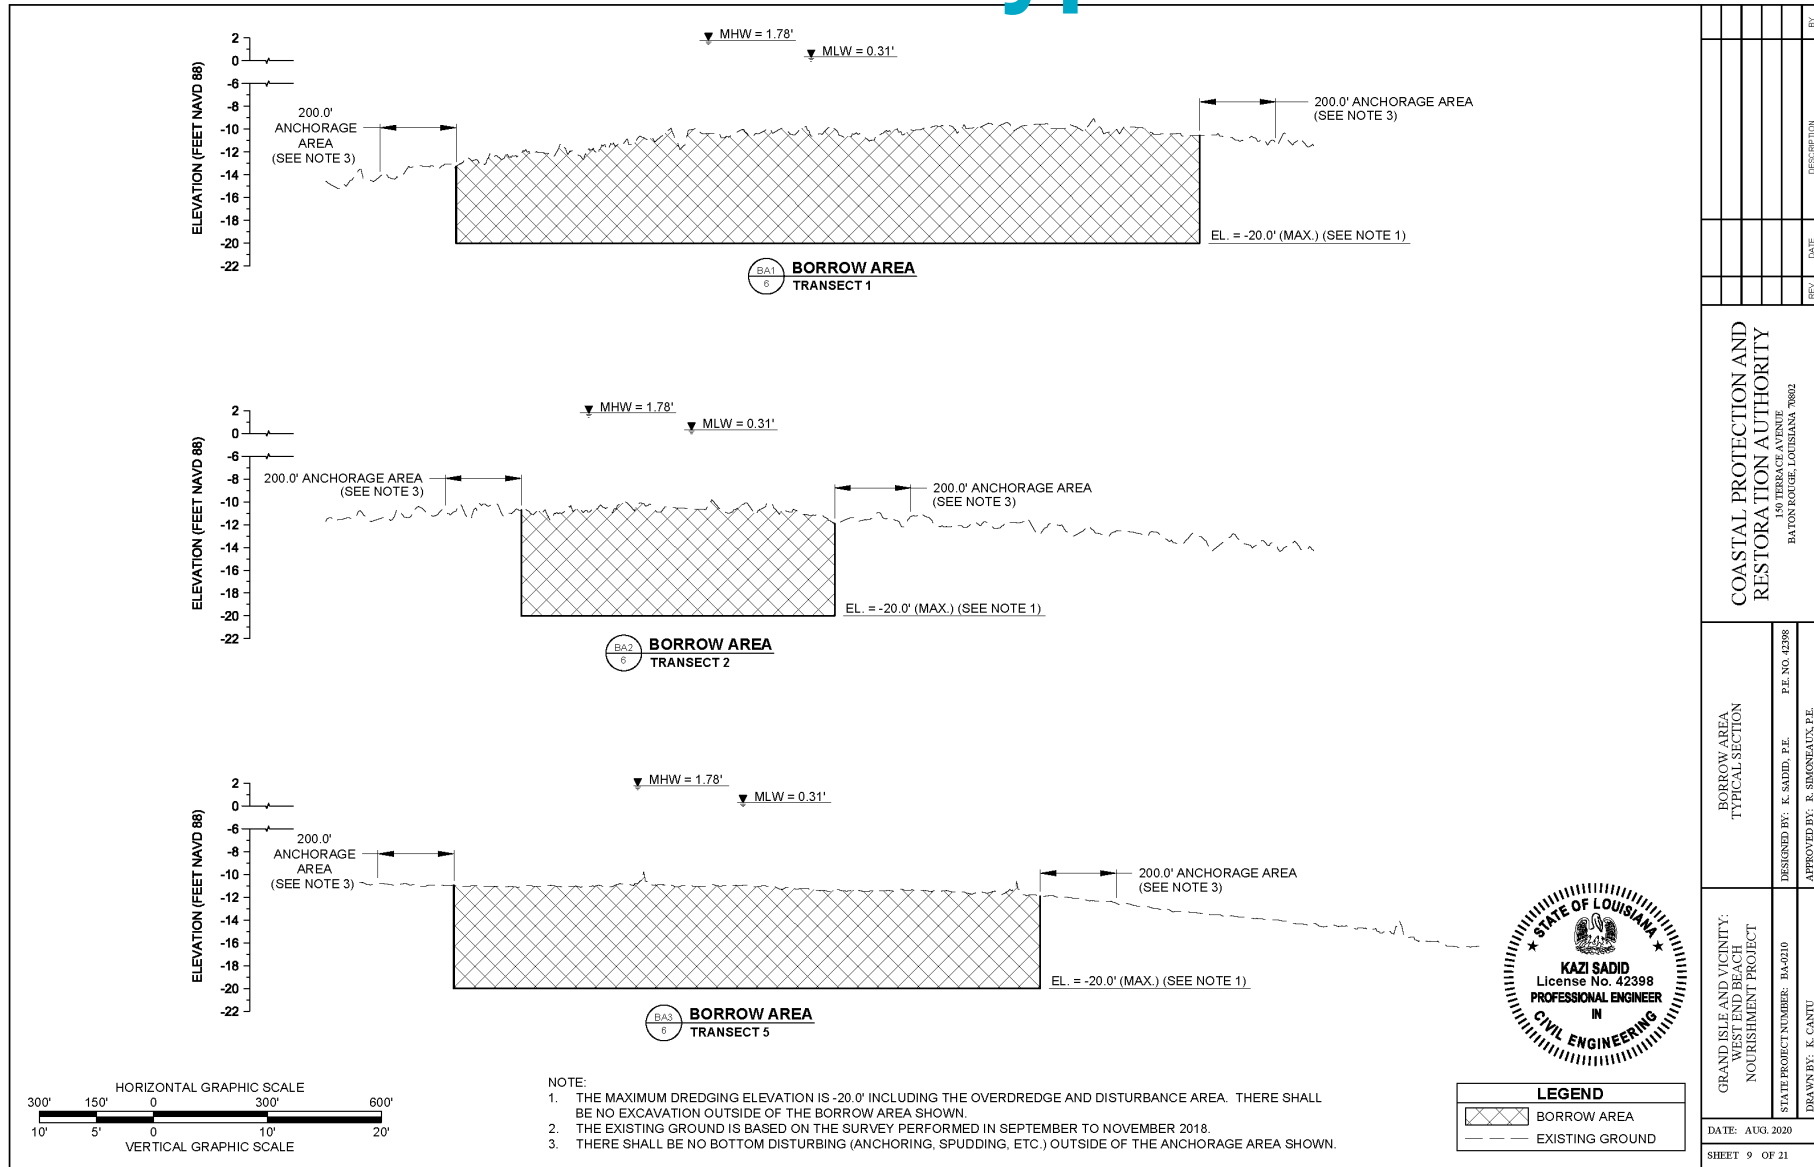 MHW = 1.78'
MLW = 0.31'
2
0
-6
-8
-10
-12
-14
-16
-18
-20
-22
ELEVATION (FEET NAVD 88)
200.0'
ANCHORAGE
AREA
(SEE NOTE 3)
200.0' ANCHORAGE AREA
(SEE NOTE 3)
EL. = -20.0' (MAX.) (SEE NOTE 1)
BA1
6
BORROW AREA
TRANSECT 1
MHW = 1.78'
MLW = 0.31'
2
0
-6
-8
-10
-12
-14
-16
-18
-20
-22
ELEVATION (FEET NAVD 88)
200.0' ANCHORAGE AREA
(SEE NOTE 3)
200.0' ANCHORAGE AREA
(SEE NOTE 3)
EL. = -20.0' (MAX.) (SEE NOTE 1)
BA2
6
BORROW AREA
TRANSECT 2
MHW = 1.78'
MLW = 0.31'
2
0
-6
-8
-10
-12
-14
-16
-18
-20
-22
ELEVATION (FEET NAVD 88)
200.0'
ANCHORAGE
AREA
(SEE NOTE 3)
200.0' ANCHORAGE AREA
(SEE NOTE 3)
EL. = -20.0' (MAX.) (SEE NOTE 1)
BA3
6
BORROW AREA
TRANSECT 5
HORIZONTAL GRAPHIC SCALE
300' 150' 0 300' 600'
10' 5' 0 10' 20'
VERTICAL GRAPHIC SCALE
NOTE:
1. THE MAXIMUM DREDGING ELEVATION IS -20.0' INCLUDING THE OVERDREDGE AND DISTURBANCE AREA. THERE SHALL
BE NO EXCAVATION OUTSIDE OF THE BORROW AREA SHOWN.
2. THE EXISTING GROUND IS BASED ON THE SURVEY PERFORMED IN SEPTEMBER TO NOVEMBER 2018.
3. THERE SHALL BE NO BOTTOM DISTURBING (ANCHORING, SPUDDING, ETC.) OUTSIDE OF THE ANCHORAGE AREA SHOWN.
STATE OF LOUISIANA
KAZI SADID
License No. 42398
PROFESSIONAL ENGINEER
IN
CIVIL ENGINEERING
LEGEND
BORROW AREA
EXISTING GROUND
REV. DATE DESCRIPTION BY
COASTAL PROTECTION AND
RESTORATION AUTHORITY
150 TERRACE AVENUE
BATON ROUGE, LOUISIANA 70802
BORROW AREA
TYPICAL SECTION
DESIGNED BY: K. SADID, P.E. P.E. NO. 42398
APPROVED BY: R. SIMONEAUX, P.E.
GRAND ISLE AND VICINITY:
WEST END BEACH
NOURISHMENT PROJECT
STATE PROJECT NUMBER: BA-0210
DRAWN BY: K. CANTU
DATE: AUG. 2020
SHEET 9 OF 21